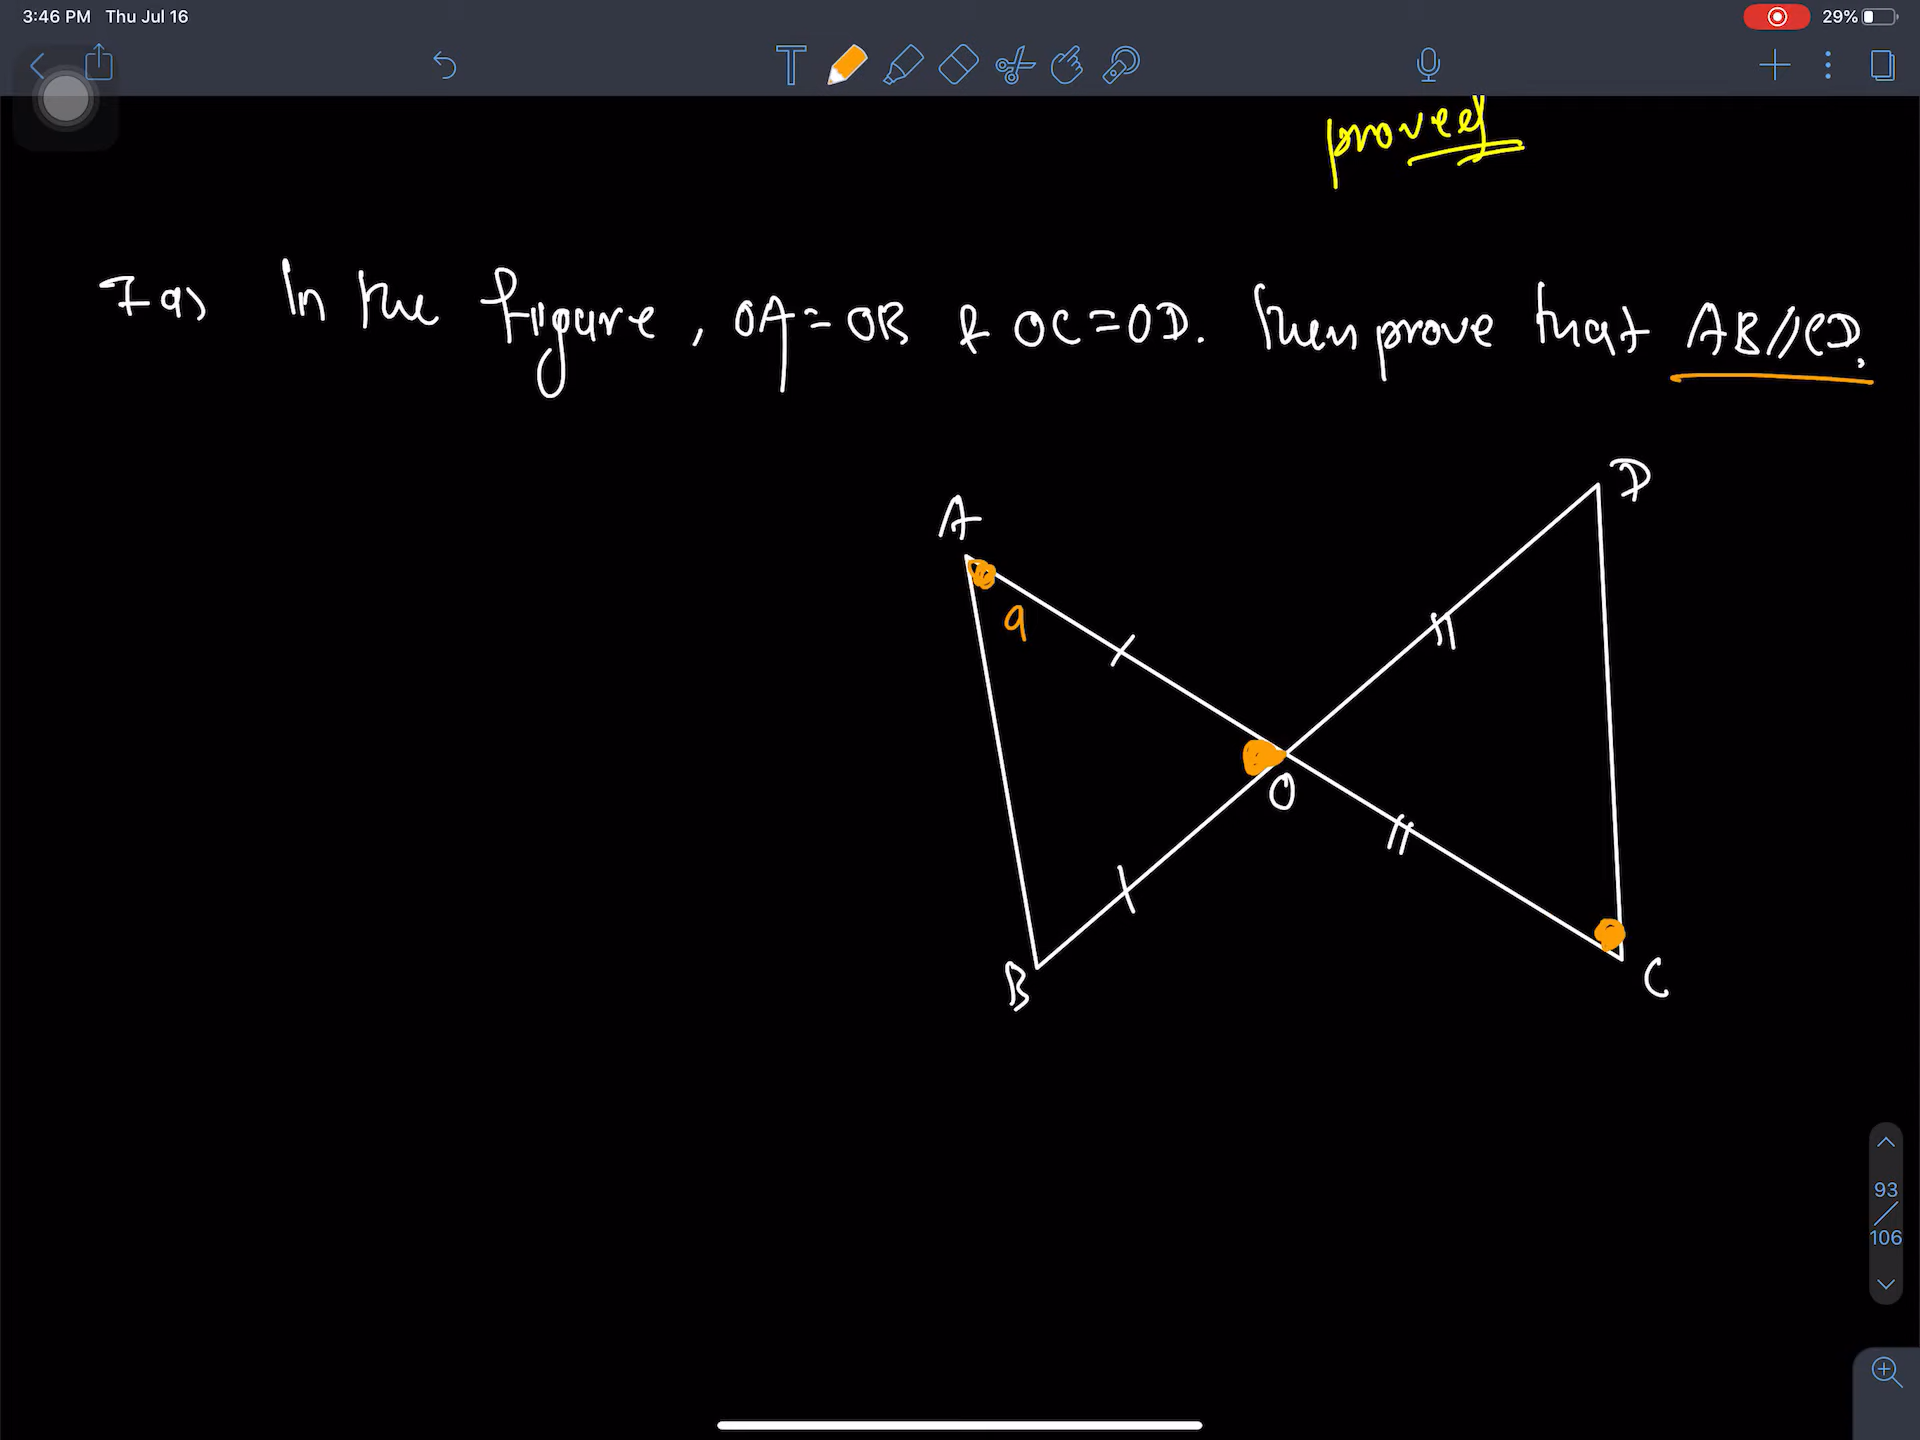 3:46 PM Thu Jul 16
29%
T
proved
7 a) In the figure, OA = OB & OC = OD. Then prove that AB//CD.
D
A
a
O
B
C
93
106